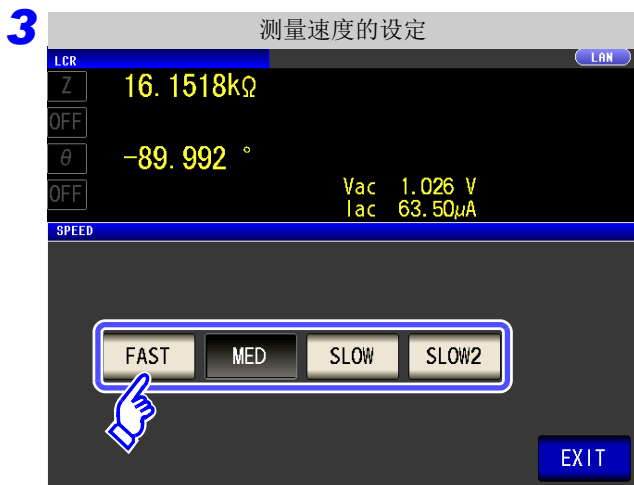 3
测量速度的设定
LCR
LAN
Z 16.1518kΩ
OFF
θ -89.992 °
OFF
Vac 1.026 V
Iac 63.50μA
SPEED
FAST MED SLOW SLOW2
EXIT